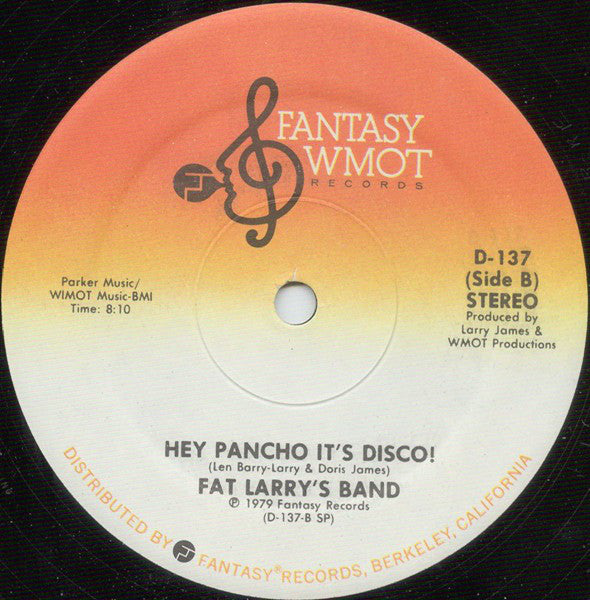 FANTASY
WMOT
RECORDS
D-137
(Side B)
STEREO
Produced by
Larry James &
WMOT Productions
Parker Music/
WIMOT Music-BMI
Time: 8:10
HEY PANCHO IT'S DISCO!
(Len Barry-Larry & Doris James)
FAT LARRY'S BAND
℗ 1979 Fantasy Records
(D-137-B SP)
DISTRIBUTED BY FANTASY® RECORDS, BERKELEY, CALIFORNIA